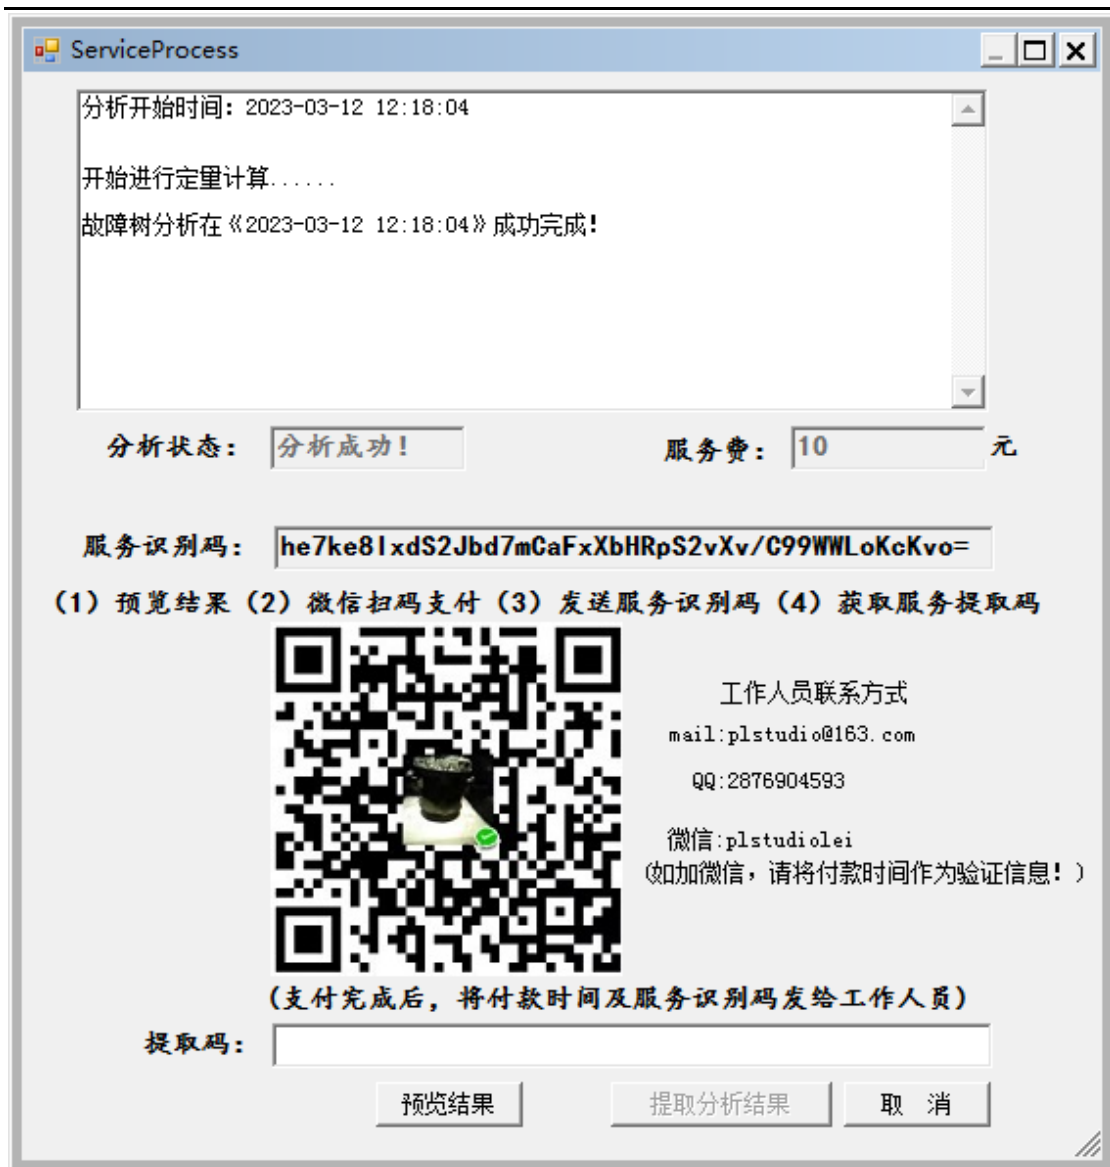 ServiceProcess
分析开始时间：2023-03-12 12:18:04
开始进行定量计算......
故障树分析在《2023-03-12 12:18:04》成功完成！
分析状态： 分析成功！ 服务费： 10 元
服务识别码： he7ke8IxdS2Jbd7mCaFxXbHRpS2vXv/C99WWLoKcKvo=
（1）预览结果（2）微信扫码支付（3）发送服务识别码（4）获取服务提取码
工作人员联系方式
mail:plstudio@163.com
QQ:2876904593
微信:plstudiolei
（如加微信，请将付款时间作为验证信息！）
（支付完成后，将付款时间及服务识别码发给工作人员）
提取码：
预览结果 提取分析结果 取 消